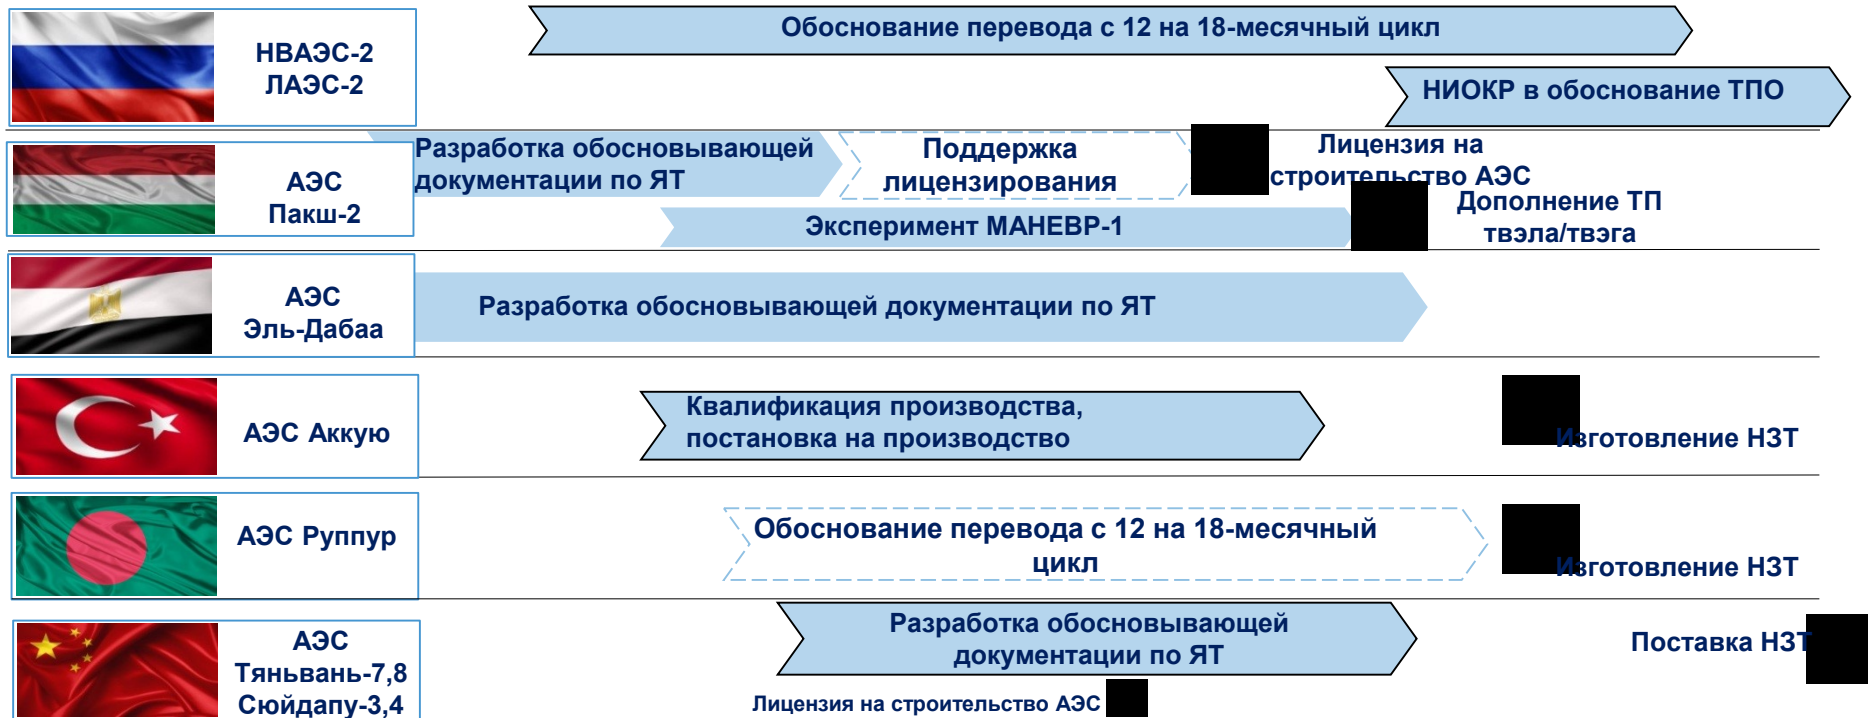 НВАЭС-2
ЛАЭС-2
Обоснование перевода с 12 на 18-месячный цикл
НИОКР в обоснование ТПО
АЭС
Пакш-2
Разработка обосновывающей
документации по ЯТ
Поддержка
лицензирования
Лицензия на
строительство АЭС
Эксперимент МАНЕВР-1
Дополнение ТП
твэла/твэга
АЭС
Эль-Дабаа
Разработка обосновывающей документации по ЯТ
АЭС Аккую
Квалификация производства,
постановка на производство
Изготовление НЗТ
АЭС Руппур
Обоснование перевода с 12 на 18-месячный
цикл
Изготовление НЗТ
АЭС
Тяньвань-7,8
Сюйдапу-3,4
Разработка обосновывающей
документации по ЯТ
Поставка НЗТ
Лицензия на строительство АЭС